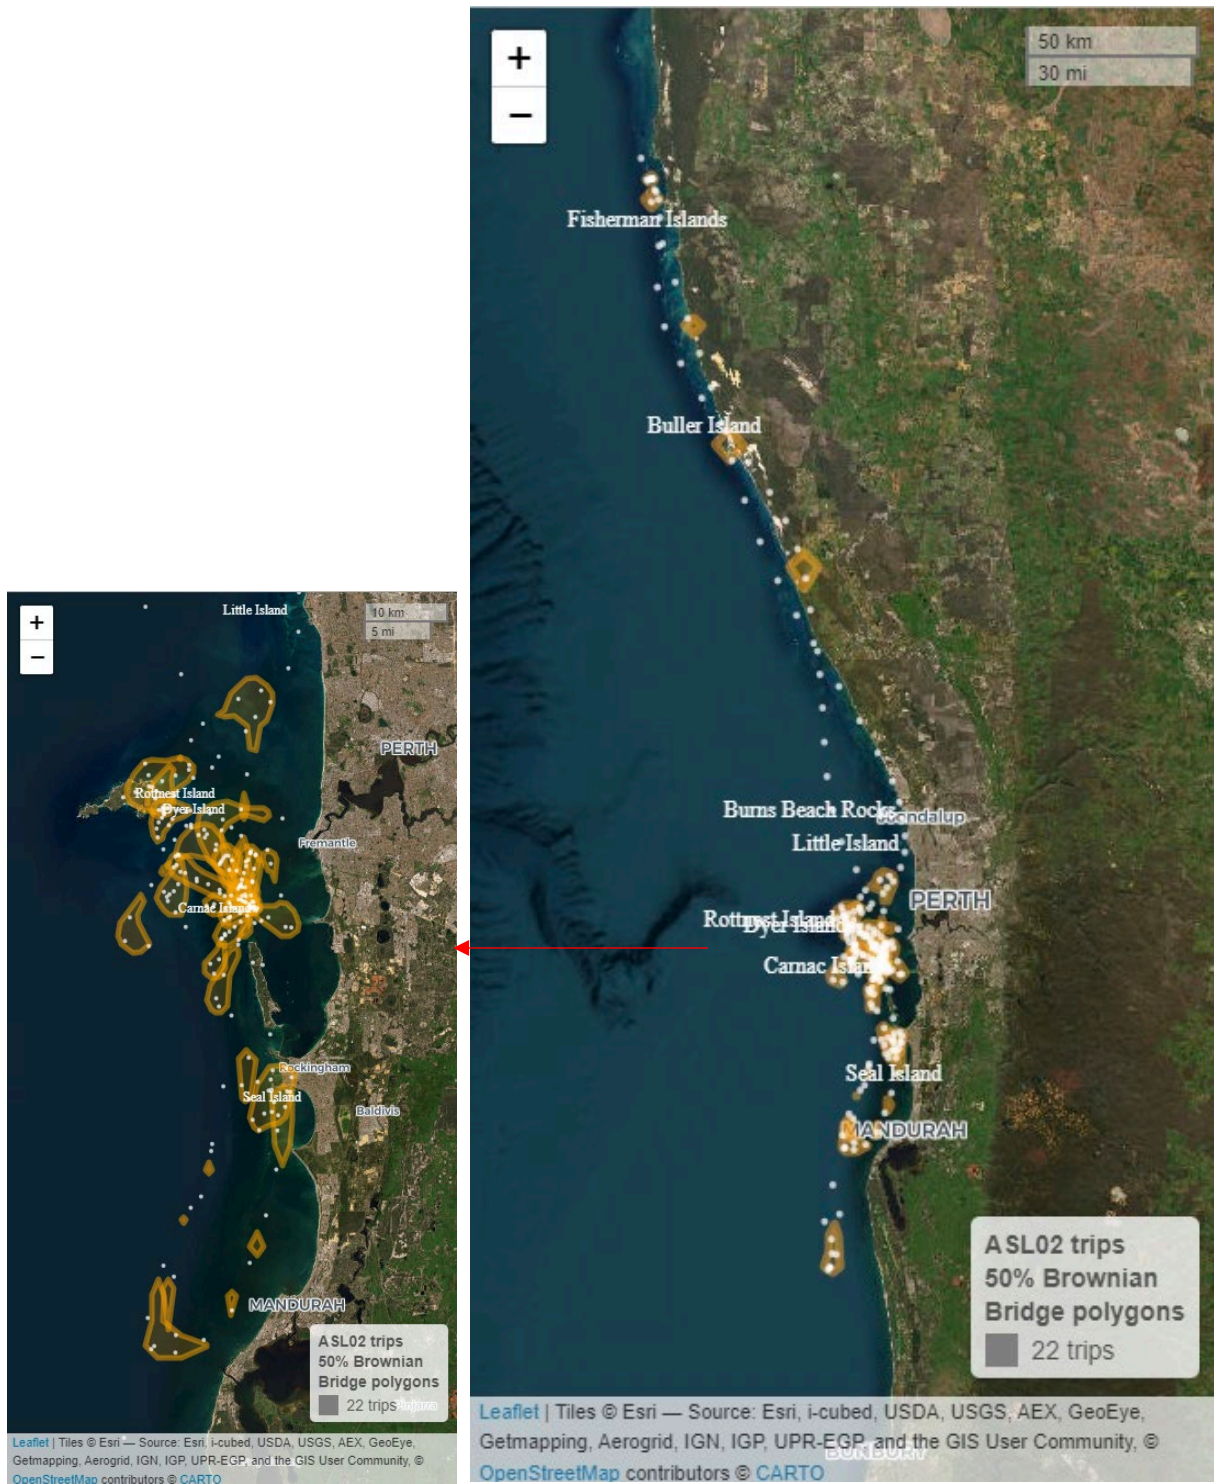 +
−
Little Island
10 km
5 mi
PERTH
Rottnest Island
Dyer Island
Fremantle
Carnac Island
Rockingham
Seal Island
Baldivis
MANDURAH
ASL02 trips
50% Brownian
Bridge polygons
22 trips
Leaflet | Tiles © Esri — Source: Esri, i-cubed, USDA, USGS, AEX, GeoEye,
Getmapping, Aerogrid, IGN, IGP, UPR-EGP, and the GIS User Community, ©
OpenStreetMap contributors © CARTO
+
−
50 km
30 mi
Fisherman Islands
Buller Island
Burns Beach Rocks
Little Island
PERTH
Rottnest Island
Dyer Island
Carnac Island
Seal Island
MANDURAH
ASL02 trips
50% Brownian
Bridge polygons
22 trips
Leaflet | Tiles © Esri — Source: Esri, i-cubed, USDA, USGS, AEX, GeoEye,
Getmapping, Aerogrid, IGN, IGP, UPR-EGP, and the GIS User Community, ©
BUNBURY
OpenStreetMap contributors © CARTO